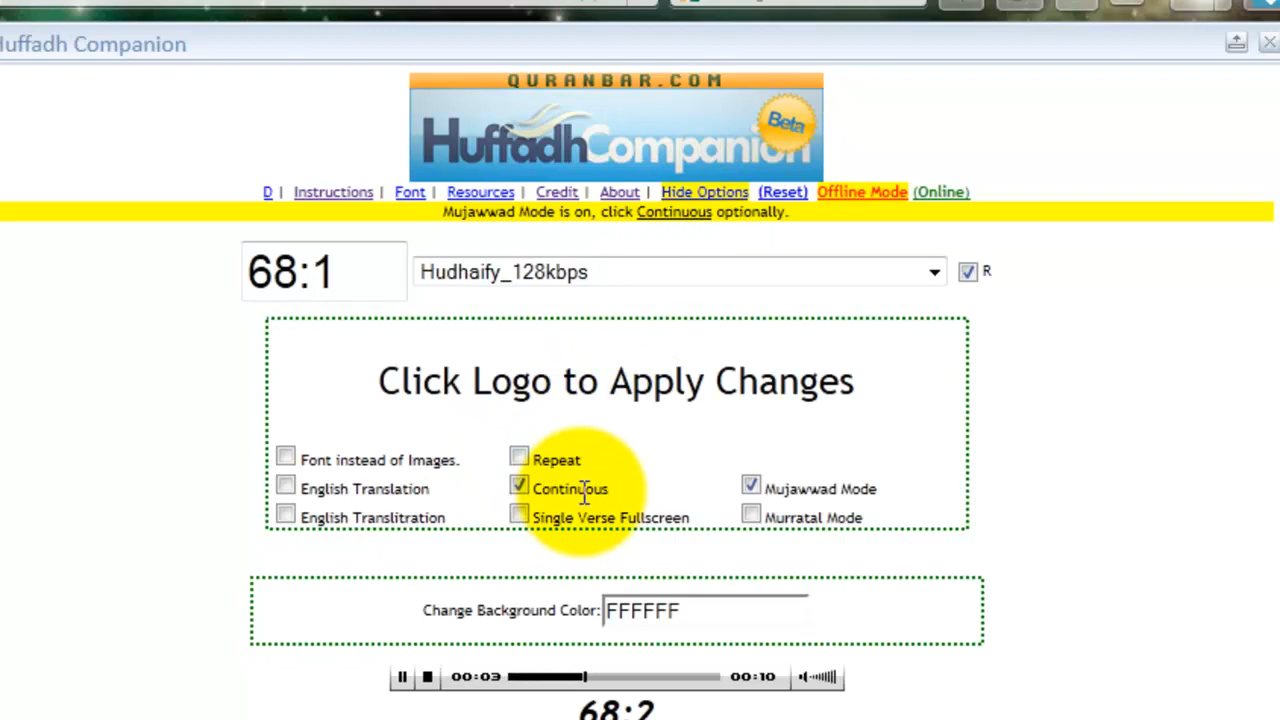 Huffadh Companion
QURANBAR.COM
HuffadhCompanion
Beta
D | Instructions | Font | Resources | Credit | About | Hide Options (Reset) Offline Mode (Online)
Mujawwad Mode is on, click Continuous optionally.
68:1 Hudhaify_128kbps R
Click Logo to Apply Changes
Font instead of Images. Repeat
English Translation Continuous Mujawwad Mode
English Translitration Single Verse Fullscreen Murratal Mode
Change Background Color: FFFFFF
00:03 00:10
68:2